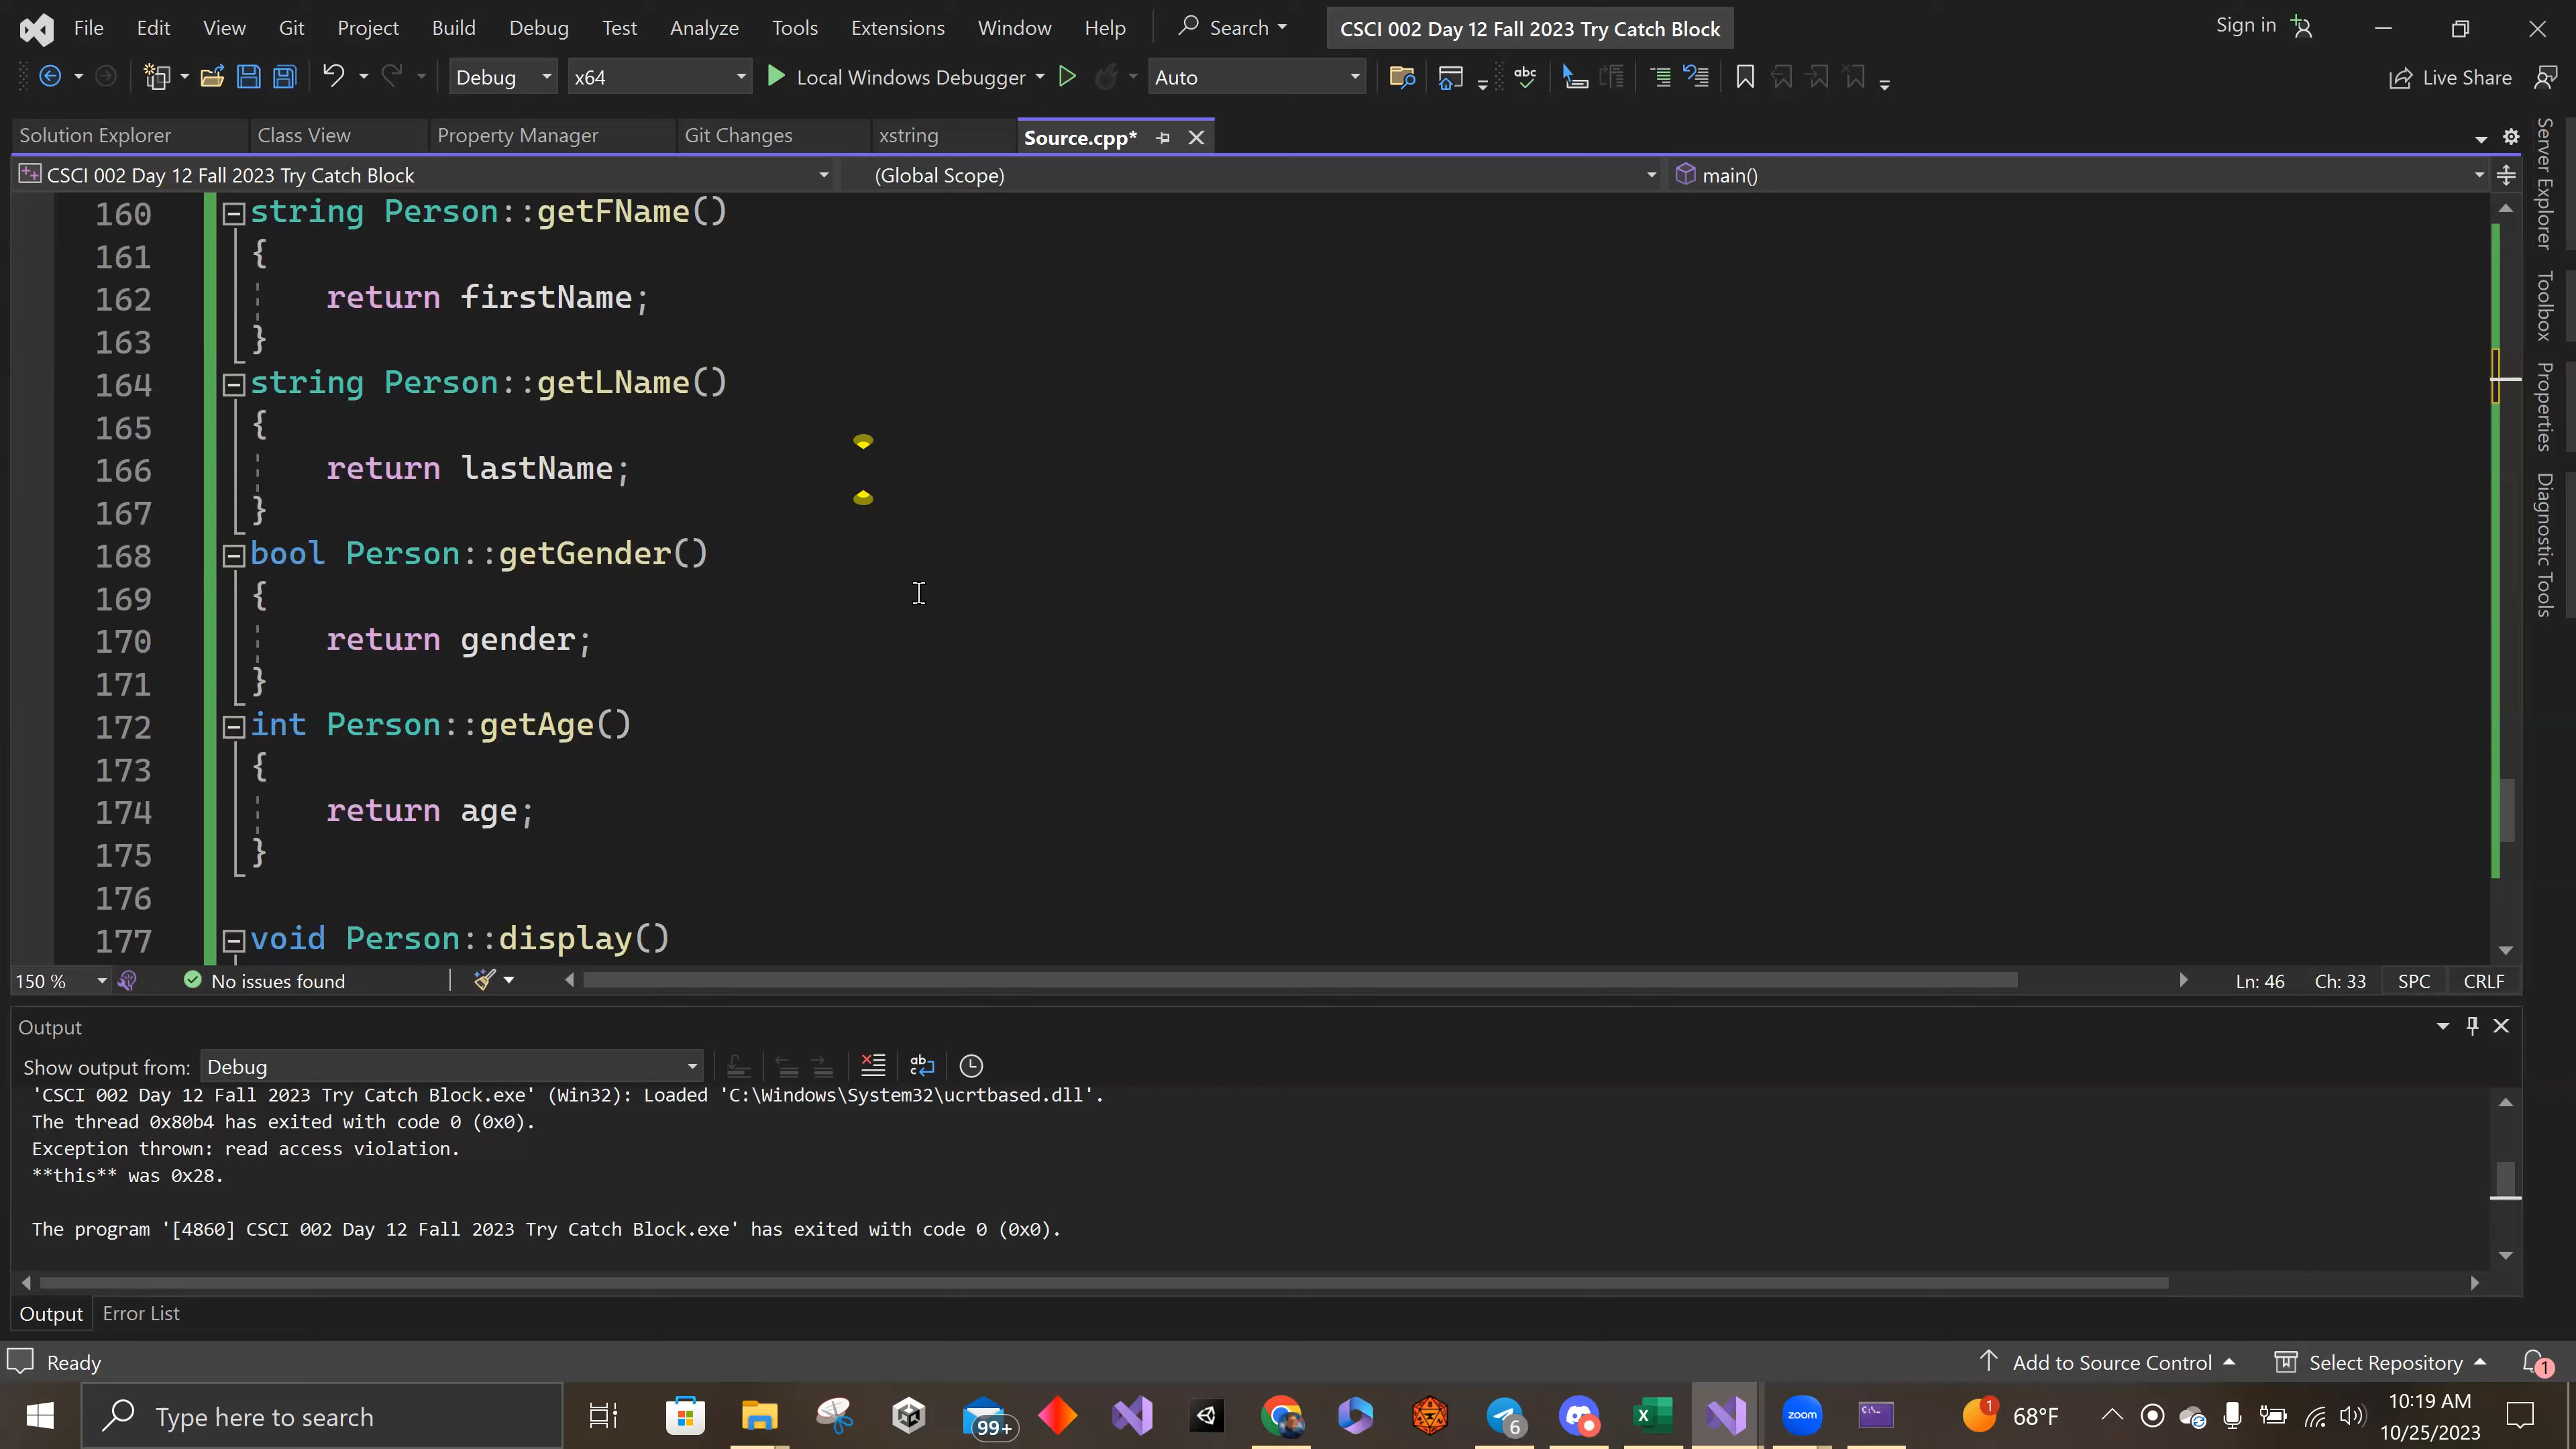 File Edit View Git Project Build Debug Test Analyze Tools Extensions Window Help Search CSCI 002 Day 12 Fall 2023 Try Catch Block Sign in
Debug x64 Local Windows Debugger Auto Live Share
Solution Explorer Class View Property Manager Git Changes xstring Source.cpp*
CSCI 002 Day 12 Fall 2023 Try Catch Block (Global Scope) main()
160 string Person::getFName()
161 {
162 return firstName;
163 }
164 string Person::getLName()
165 {
166 return lastName;
167 }
168 bool Person::getGender()
169 {
170 return gender;
171 }
172 int Person::getAge()
173 {
174 return age;
175 }
176
177 void Person::display()
Server Explorer
Toolbox
Properties
Diagnostic Tools
150 % No issues found Ln: 46 Ch: 33 SPC CRLF
Output
Show output from: Debug
'CSCI 002 Day 12 Fall 2023 Try Catch Block.exe' (Win32): Loaded 'C:\Windows\System32\ucrtbased.dll'.
The thread 0x80b4 has exited with code 0 (0x0).
Exception thrown: read access violation.
**this** was 0x28.
The program '[4860] CSCI 002 Day 12 Fall 2023 Try Catch Block.exe' has exited with code 0 (0x0).
Output Error List
Ready Add to Source Control Select Repository 1
Type here to search 99+ 6 zoom 1 68°F 10:19 AM
10/25/2023